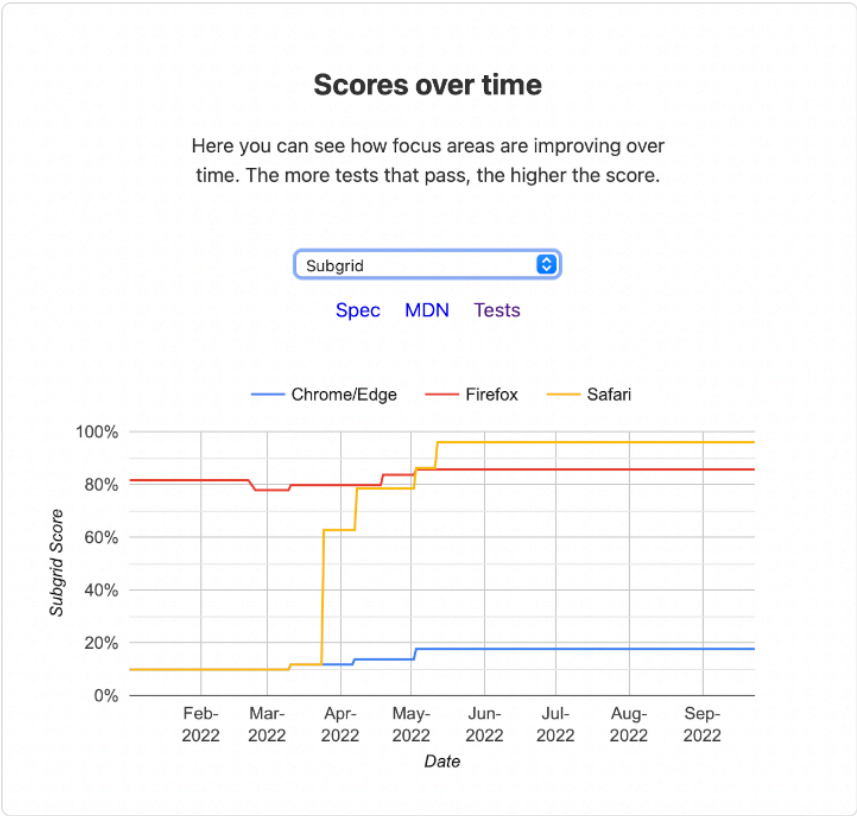 Scores over time
Here you can see how focus areas are improving over
time. The more tests that pass, the higher the score.
Subgrid
Spec MDN Tests
Chrome/Edge Firefox Safari
100%
80%
60%
40%
20%
0%
Subgrid Score
Feb- Mar- Apr- May- Jun- Jul- Aug- Sep-
2022 2022 2022 2022 2022 2022 2022 2022
Date